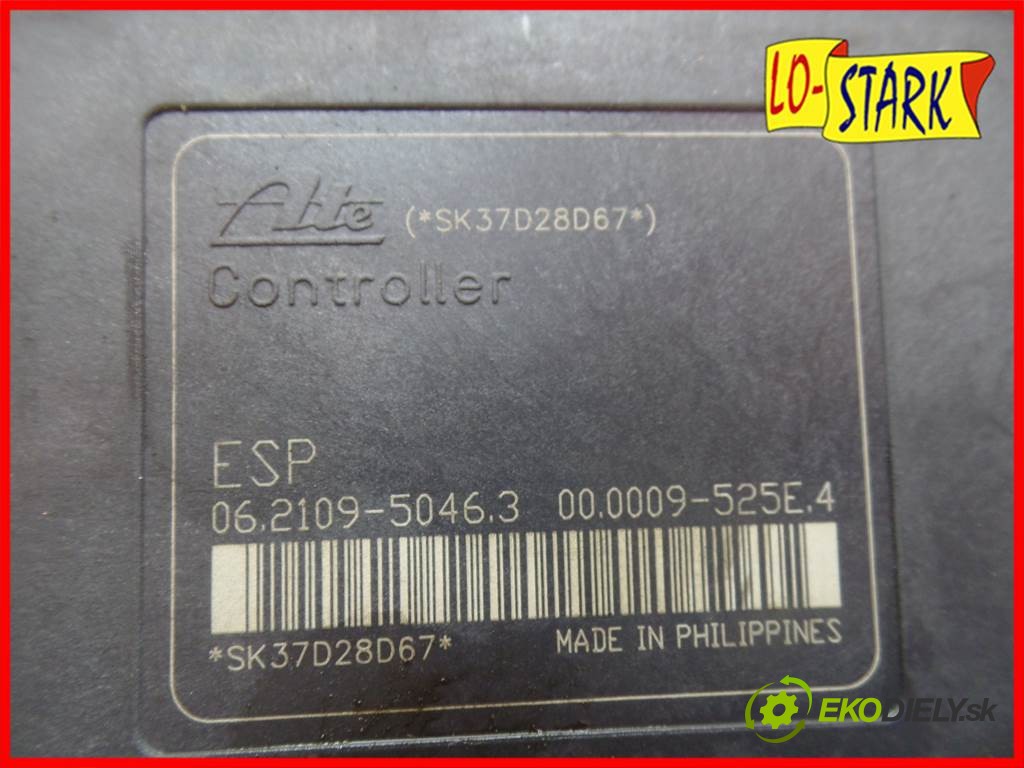 LO-STARK
Ate (*SK37D28D67*)
Controller
ESP
06.2109-5046.3 00.0009-525E.4
*SK37D28D67* MADE IN PHILIPPINES
EKODIELY.sk